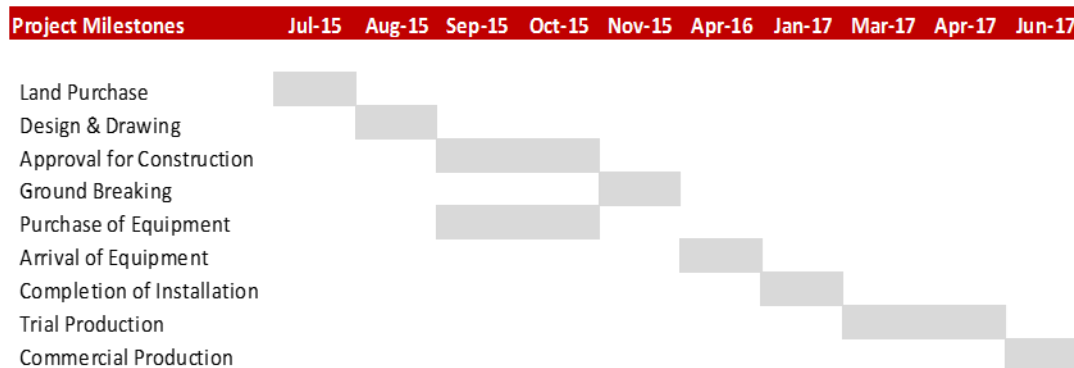 Project Milestones Jul-15 Aug-15 Sep-15 Oct-15 Nov-15 Apr-16 Jan-17 Mar-17 Apr-17 Jun-17
Land Purchase
Design & Drawing
Approval for Construction
Ground Breaking
Purchase of Equipment
Arrival of Equipment
Completion of Installation
Trial Production
Commercial Production